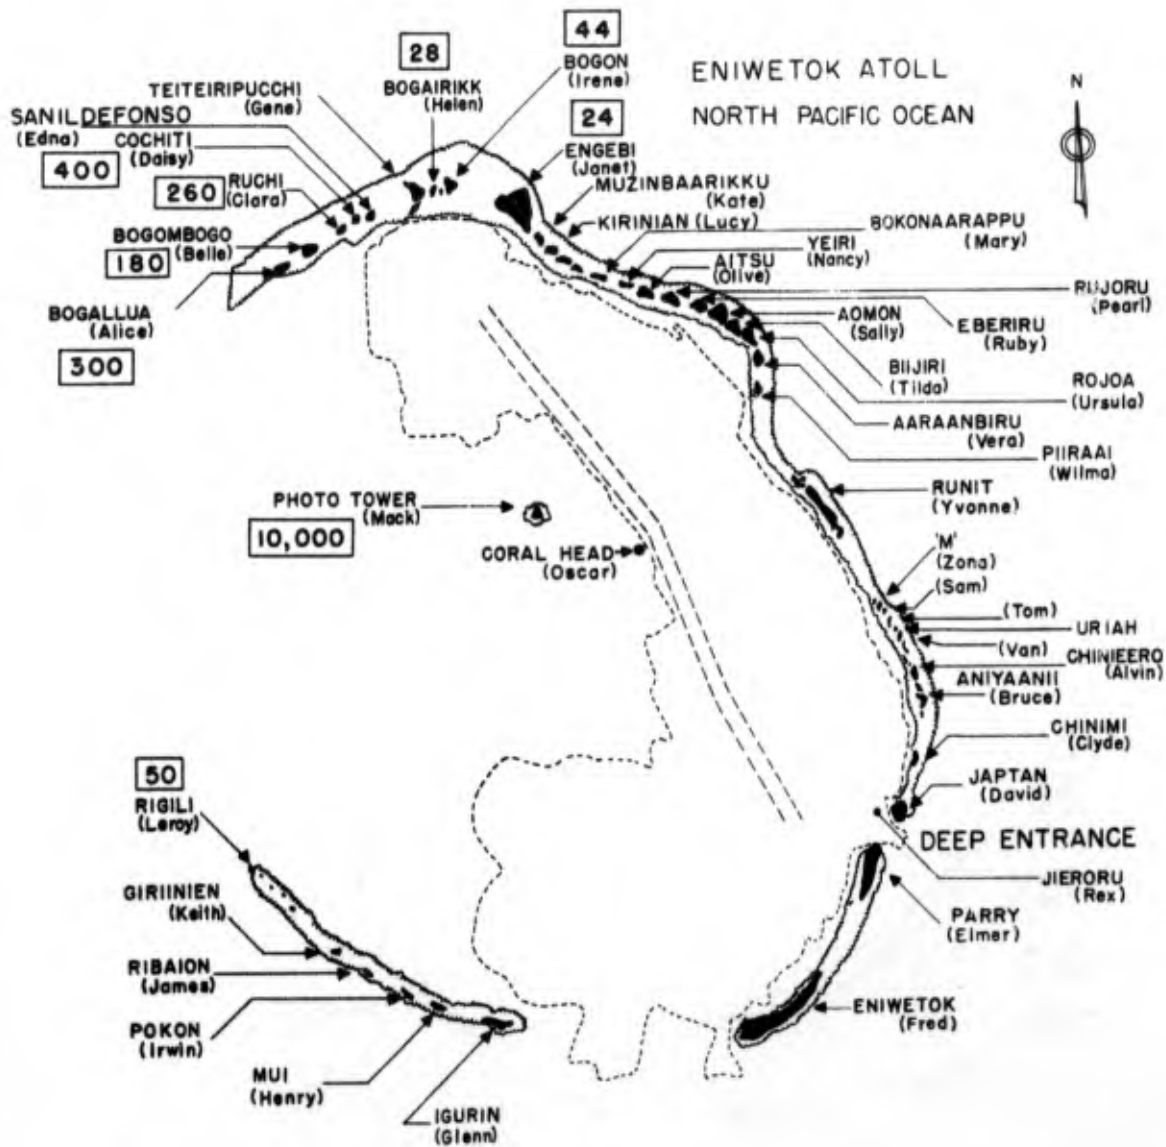 44
BOGON
(Irene)
28
BOGAIRIKK
(Helen)
ENIWETOK ATOLL
NORTH PACIFIC OCEAN
N
TEITEIRIPUCCHI
(Gene)
SANILDEFONSO
(Edna)
400
COCHITI
(Daisy)
260
RUCHI
(Clara)
BOGOMBOGO
(Belle)
180
BOGALLUA
(Alice)
300
24
ENGEBI
(Janet)
MUZINBAARIKKU
(Kate)
KIRINIAN (Lucy)
BOKONAARAPPU
(Mary)
YEIRI
(Nancy)
AITSU
(Olive)
RUJORU
(Pearl)
AOMON
(Sally)
EBERIRU
(Ruby)
BIIJIRI
(Tilda)
ROJOA
(Ursula)
AARAANBIRU
(Vera)
PIIRAAI
(Wilma)
RUNIT
(Yvonne)
PHOTO TOWER
(Mack)
10,000
CORAL HEAD
(Oscar)
'M'
(Zona)
(Sam)
(Tom)
URIAH
(Van)
CHINIEERO
(Alvin)
ANIYAANII
(Bruce)
CHINIMI
(Clyde)
JAPTAN
(David)
DEEP ENTRANCE
JIERORU
(Rex)
PARRY
(Elmer)
ENIWETOK
(Fred)
50
RIGILI
(Leroy)
GIRIINIEN
(Keith)
RIBAION
(James)
POKON
(Irwin)
MUI
(Henry)
IGURIN
(Glenn)